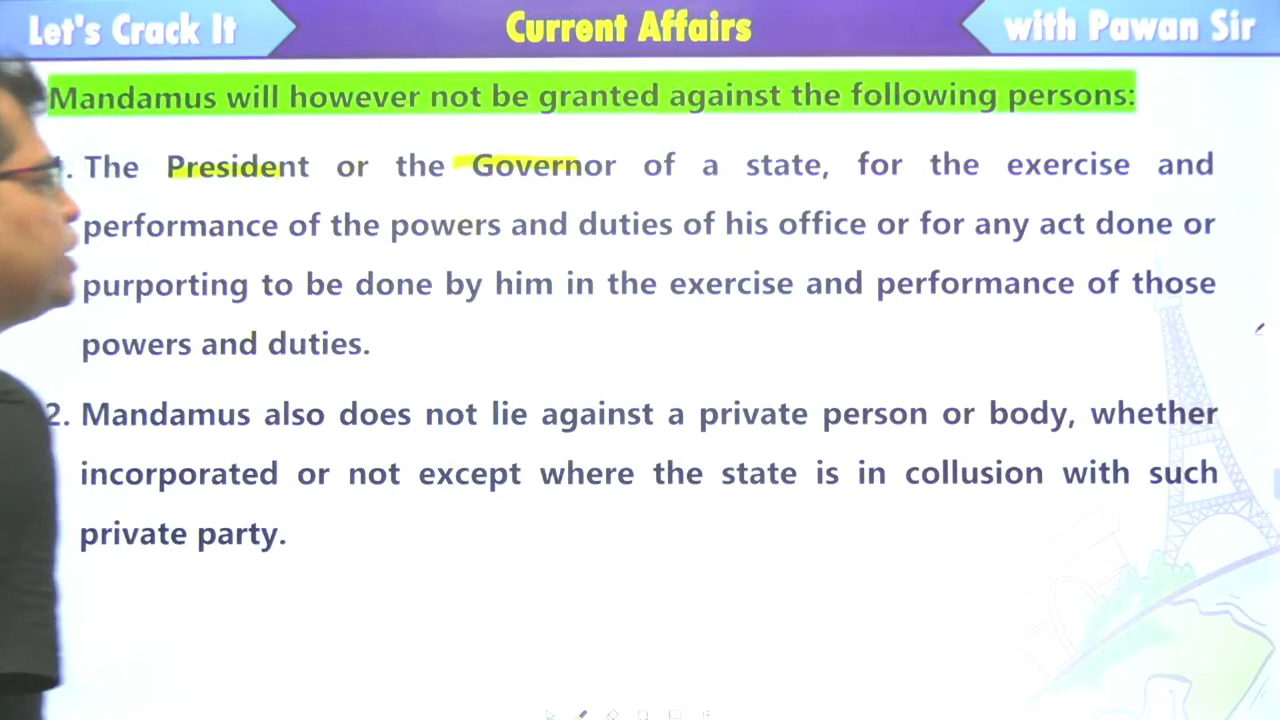 Let's Crack It
Current Affairs
with Pawan Sir
Mandamus will however not be granted against the following persons:
. The President or the Governor of a state, for the exercise and
performance of the powers and duties of his office or for any act done or
purporting to be done by him in the exercise and performance of those
powers and duties.
2. Mandamus also does not lie against a private person or body, whether
incorporated or not except where the state is in collusion with such
private party.